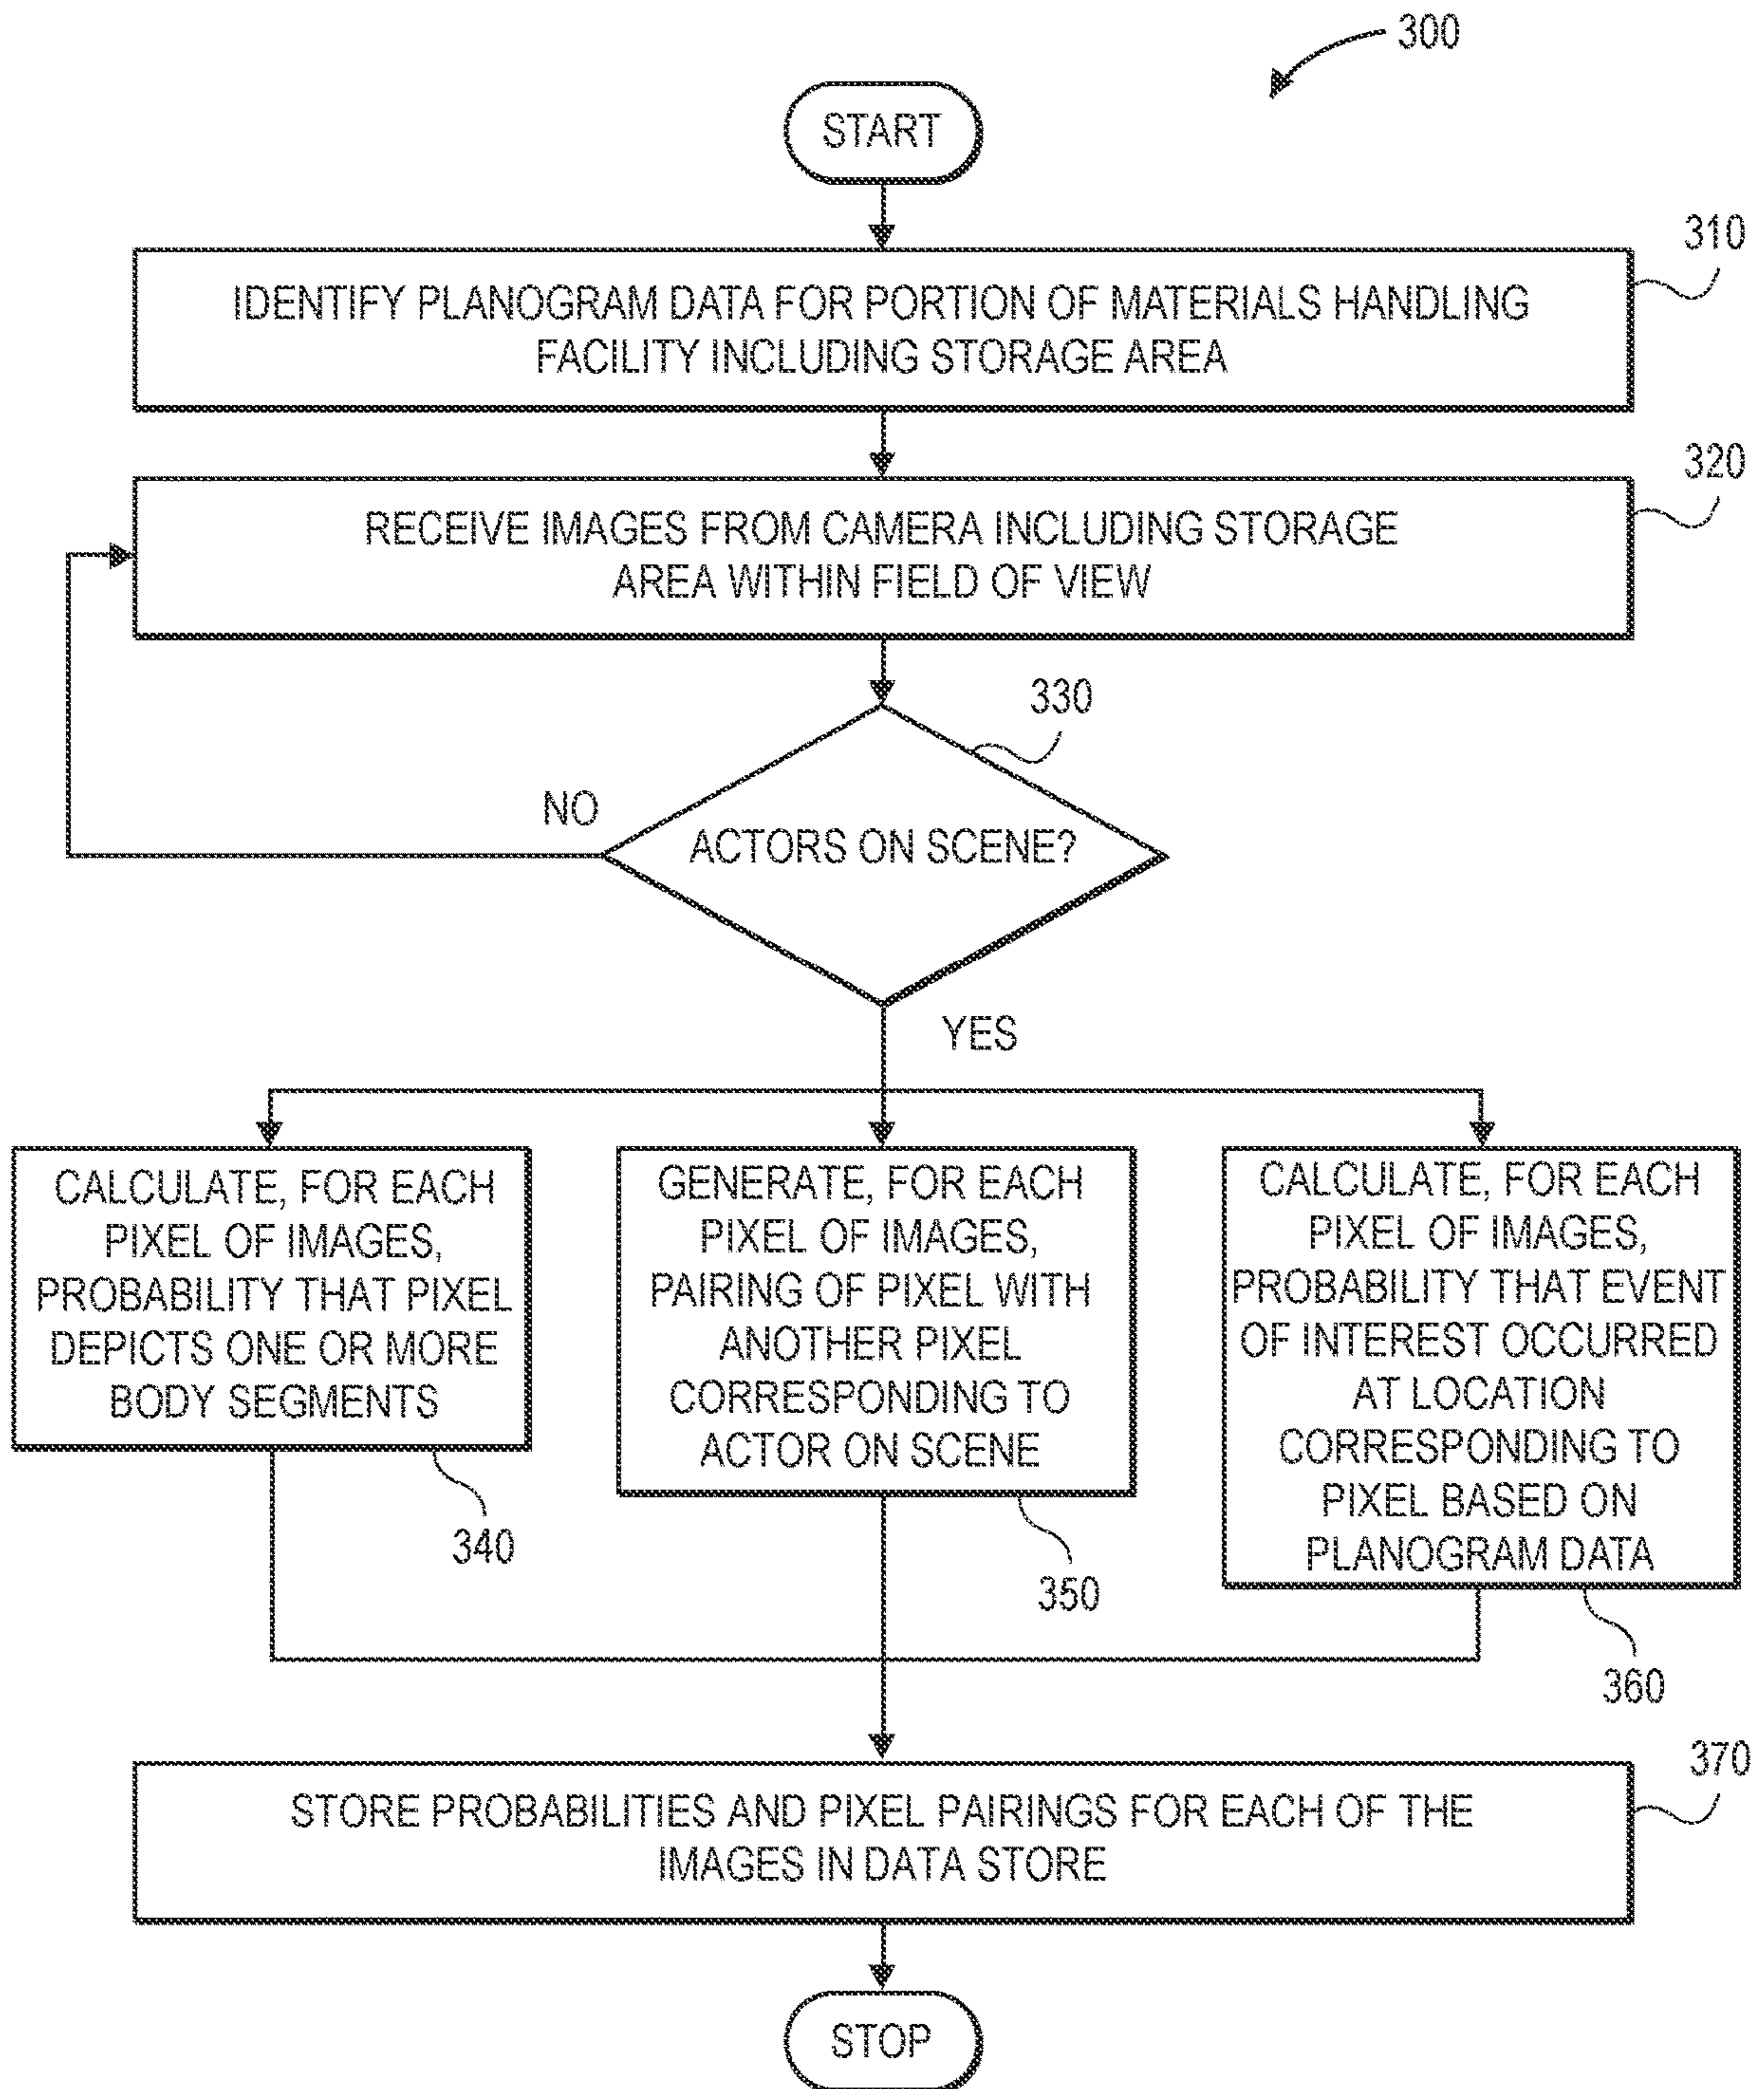 300
START
310
IDENTIFY PLANOGRAM DATA FOR PORTION OF MATERIALS HANDLING
FACILITY INCLUDING STORAGE AREA
320
RECEIVE IMAGES FROM CAMERA INCLUDING STORAGE
AREA WITHIN FIELD OF VIEW
330
NO
ACTORS ON SCENE?
YES
CALCULATE, FOR EACH
PIXEL OF IMAGES,
PROBABILITY THAT PIXEL
DEPICTS ONE OR MORE
BODY SEGMENTS
340
GENERATE, FOR EACH
PIXEL OF IMAGES,
PAIRING OF PIXEL WITH
ANOTHER PIXEL
CORRESPONDING TO
ACTOR ON SCENE
350
CALCULATE, FOR EACH
PIXEL OF IMAGES,
PROBABILITY THAT EVENT
OF INTEREST OCCURRED
AT LOCATION
CORRESPONDING TO
PIXEL BASED ON
PLANOGRAM DATA
360
370
STORE PROBABILITIES AND PIXEL PAIRINGS FOR EACH OF THE
IMAGES IN DATA STORE
STOP